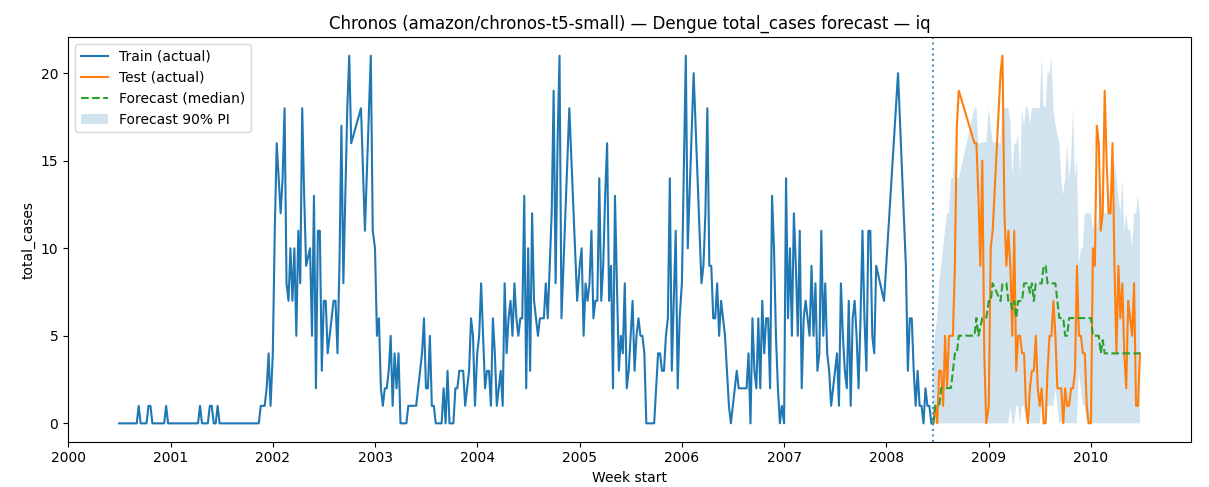 Chronos (amazon/chronos-t5-small) — Dengue total_cases forecast — iq
Train (actual)
Test (actual)
Forecast (median)
Forecast 90% PI
total_cases
20
15
10
5
0
2000 2001 2002 2003 2004 2005 2006 2007 2008 2009 2010
Week start